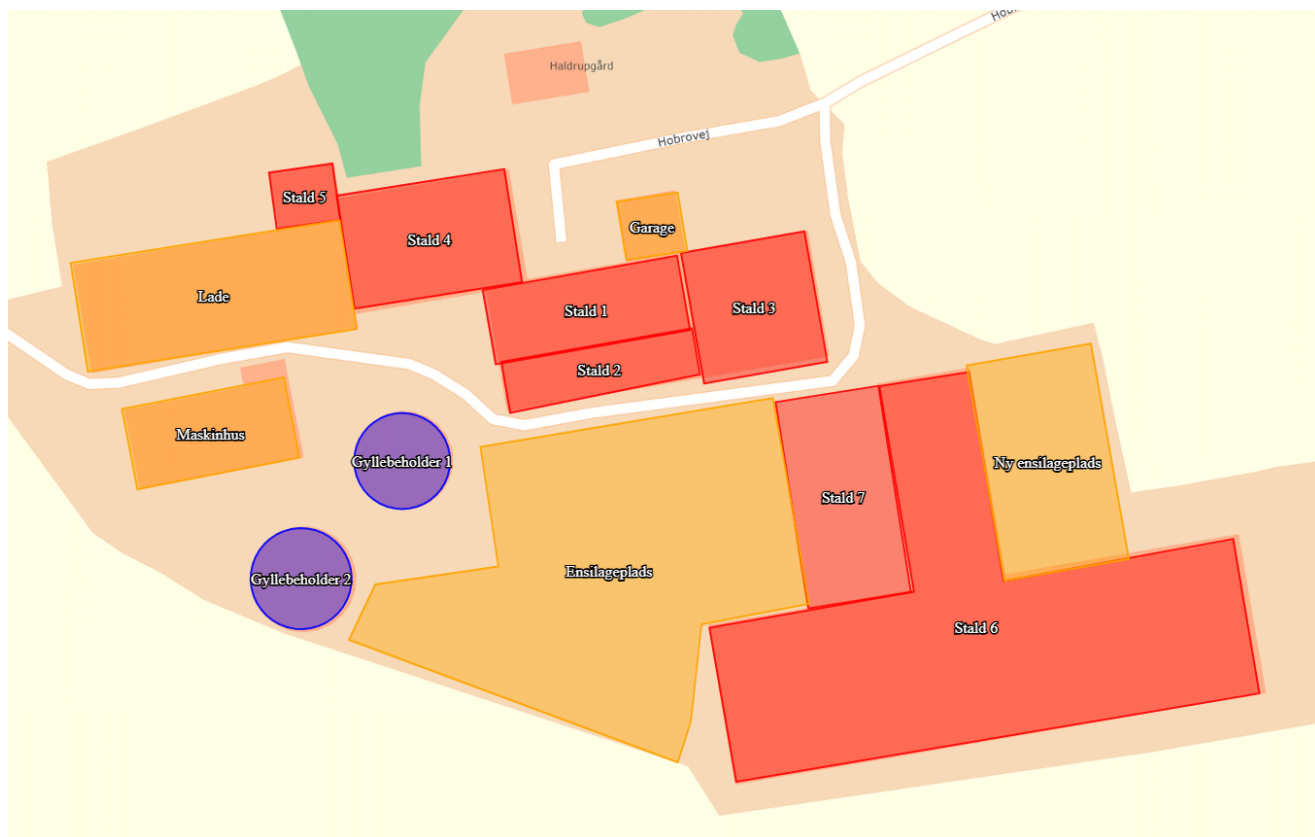 Haldrupgård
Hobrovej
Stald 5
Stald 4
Garage
Lade
Stald 1
Stald 3
Stald 2
Maskinhus
Gyllebeholder 1
Ny ensilageplads
Stald 7
Ensilageplads
Gyllebeholder 2
Stald 6